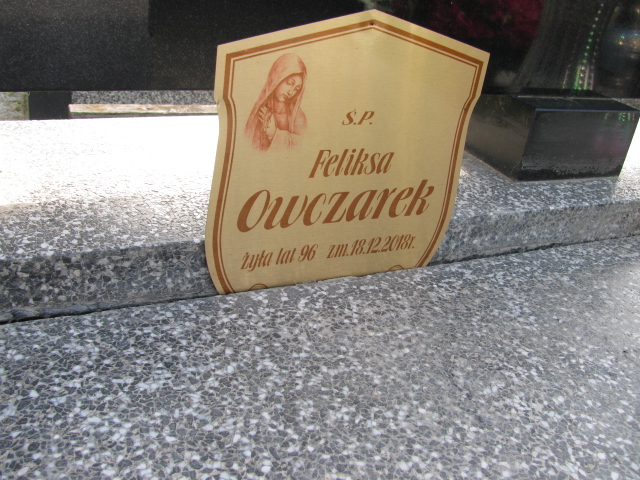 Ś.P.
Feliksa
Owczarek
żyła lat 96 zm.18.12.2018r.